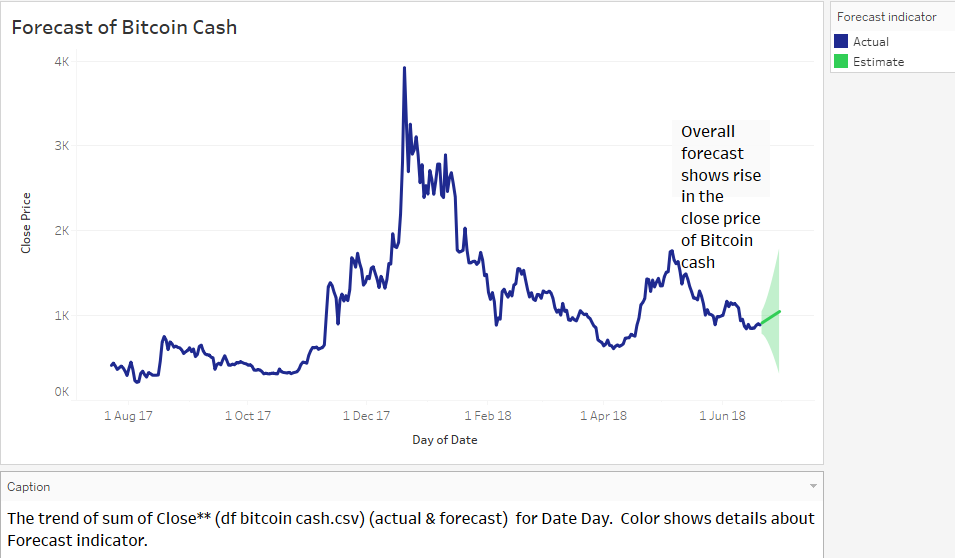 Forecast of Bitcoin Cash
Forecast indicator
Actual
Estimate
4K
3K
2K
1K
0K
Close Price
Overall
forecast
shows rise
in the
close price
of Bitcoin
cash
1 Aug 17
1 Oct 17
1 Dec 17
1 Feb 18
1 Apr 18
1 Jun 18
Day of Date
Caption
The trend of sum of Close** (df bitcoin cash.csv) (actual & forecast)  for Date Day.  Color shows details about
Forecast indicator.